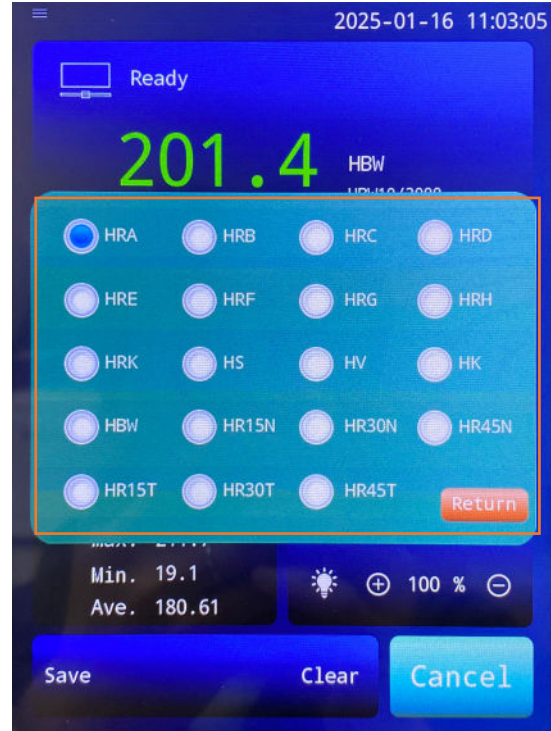 2025-01-16 11:03:05
Ready
201.4 HBW
HRA HRB HRC HRD
HRE HRF HRG HRH
HRK HS HV HK
HBW HR15N HR30N HR45N
HR15T HR30T HR45T Return
Min. 19.1
100 %
Ave. 180.61
Save Clear Cancel